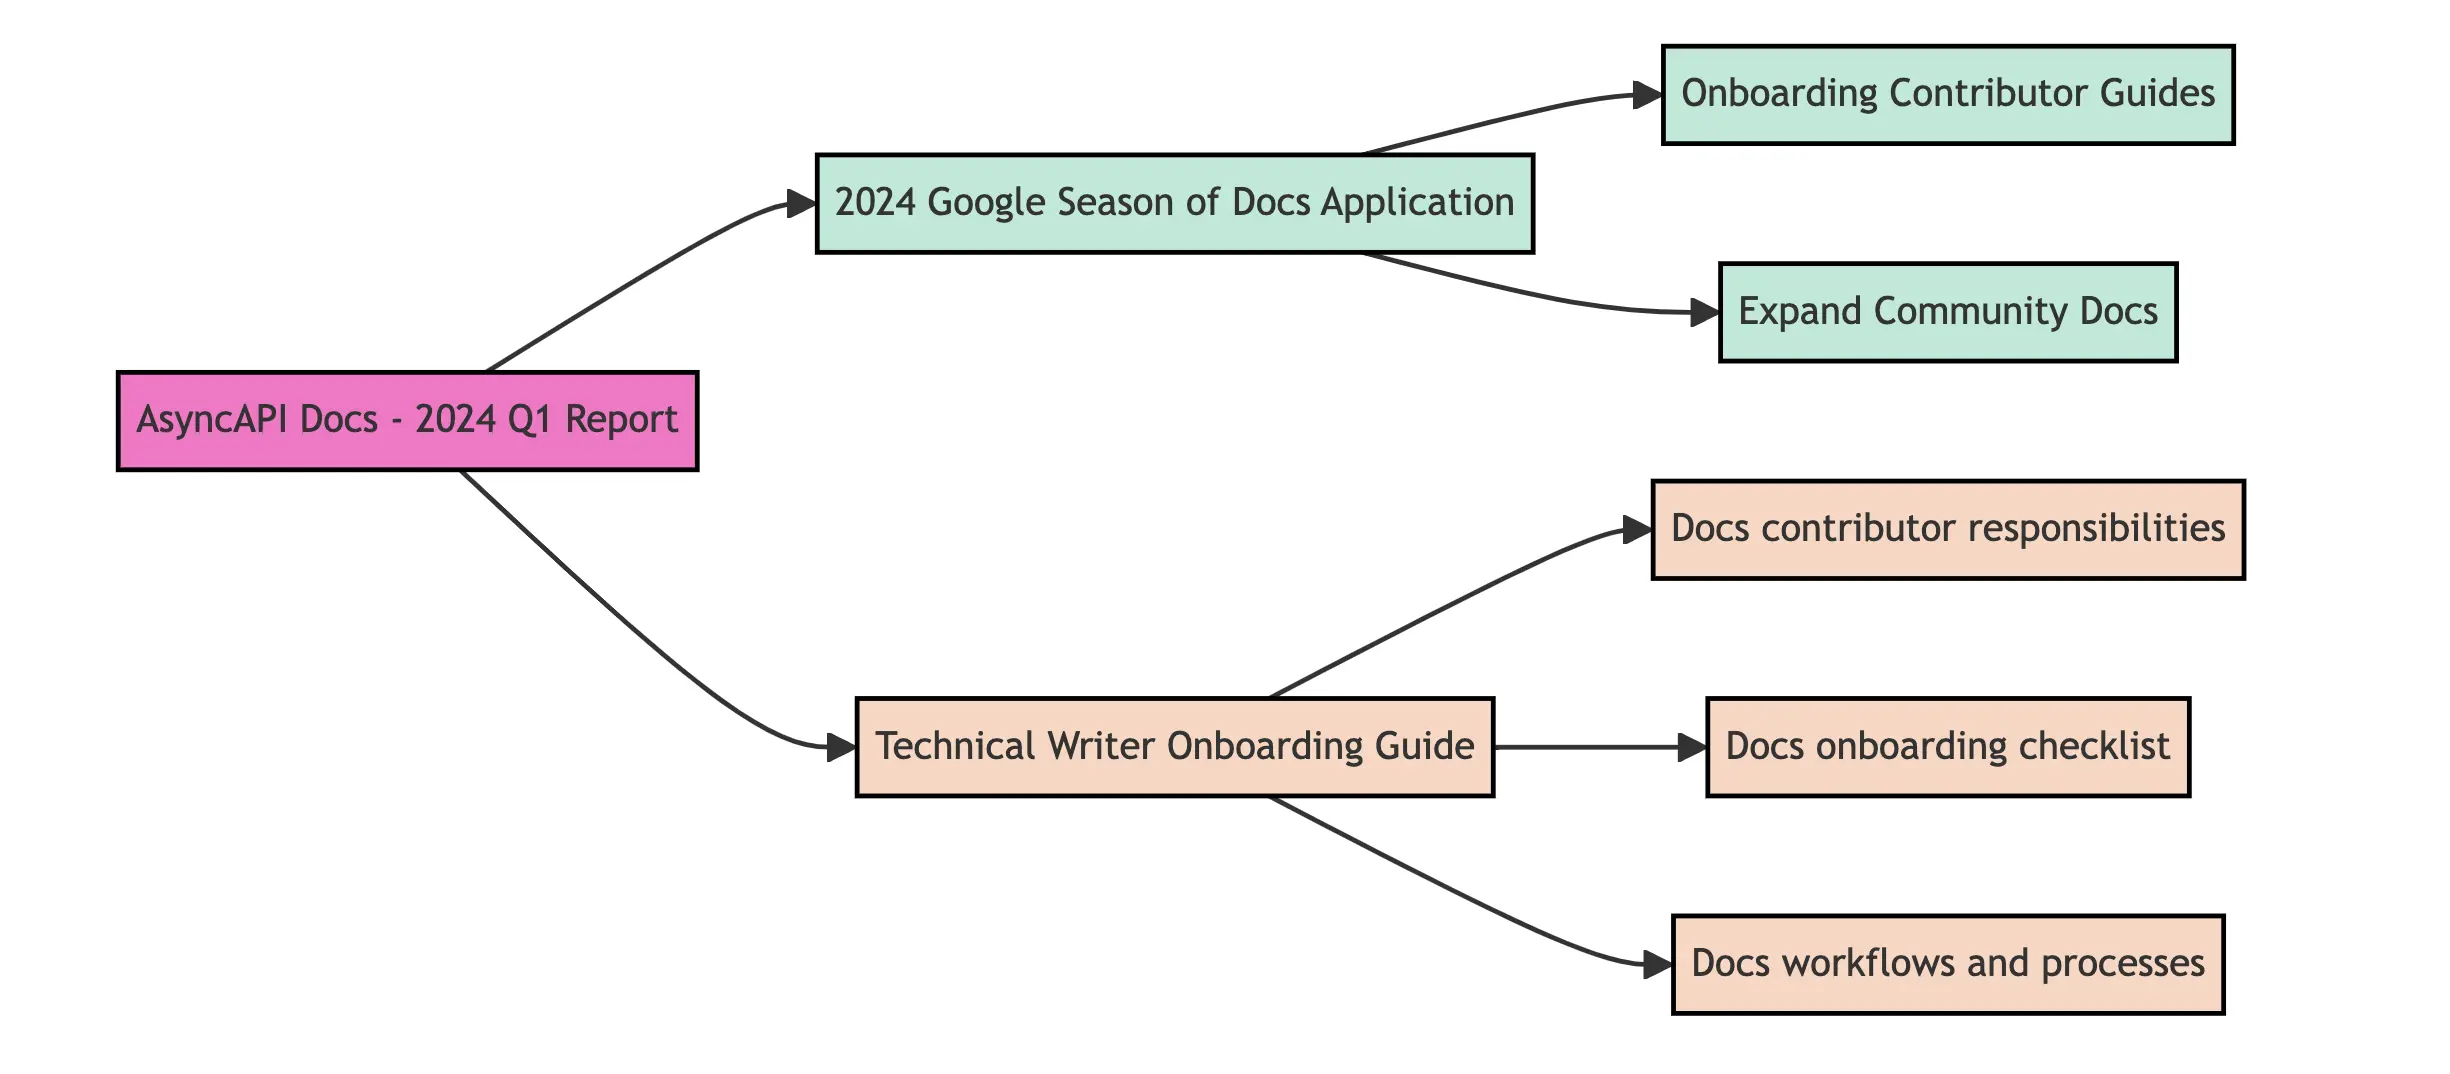 AsyncAPI Docs - 2024 Q1 Report
2024 Google Season of Docs Application
Onboarding Contributor Guides
Expand Community Docs
Technical Writer Onboarding Guide
Docs contributor responsibilities
Docs onboarding checklist
Docs workflows and processes